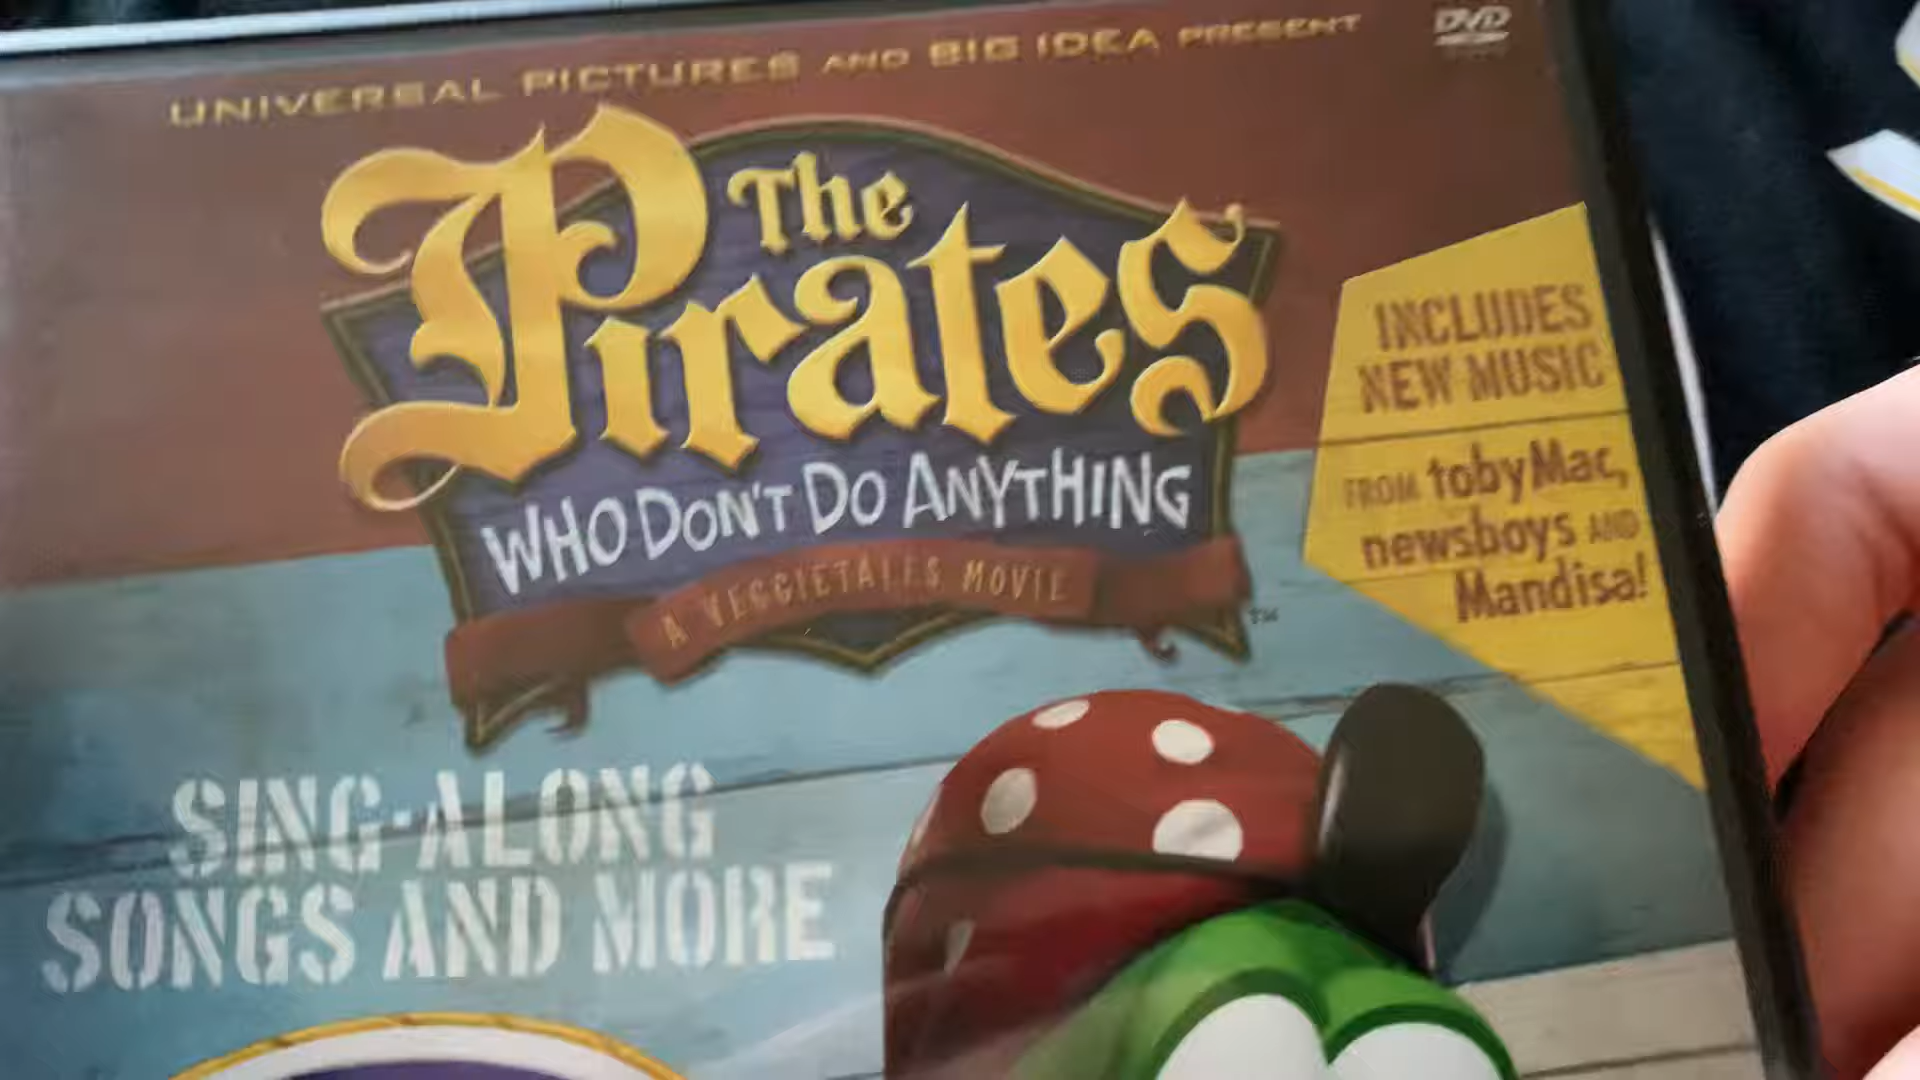 UNIVERSAL PICTURES AND BIG IDEA PRESENT
DVD
The
Pirates
WHO DON'T DO ANYTHING
A VEGGIETALES MOVIE
TM
INCLUDES
NEW MUSIC
FROM tobyMac,
newsboys AND
Mandisa!
SING-ALONG
SONGS AND MORE